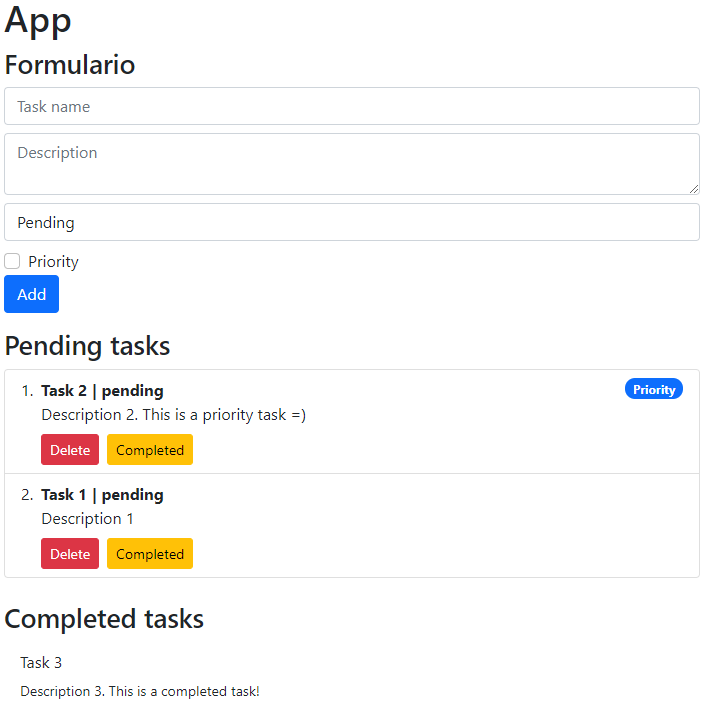 App
Formulario
Task name
Description
Pending
Priority
Add
Pending tasks
1. Task 2 | pending Priority
Description 2. This is a priority task =)
Delete Completed
2. Task 1 | pending
Description 1
Delete Completed
Completed tasks
Task 3
Description 3. This is a completed task!